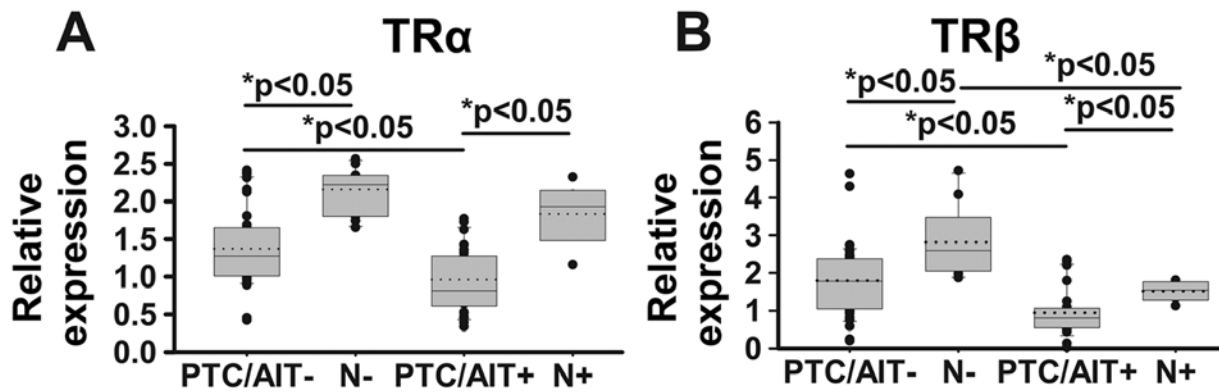 A
TRα
*p<0.05
*p<0.05
*p<0.05
Relative
expression
3.0
2.5
2.0
1.5
1.0
0.5
0.0
PTC/AIT- N- PTC/AIT+ N+
B
TRβ
*p<0.05
*p<0.05
*p<0.05
*p<0.05
Relative
expression
6
5
4
3
2
1
0
PTC/AIT- N- PTC/AIT+ N+